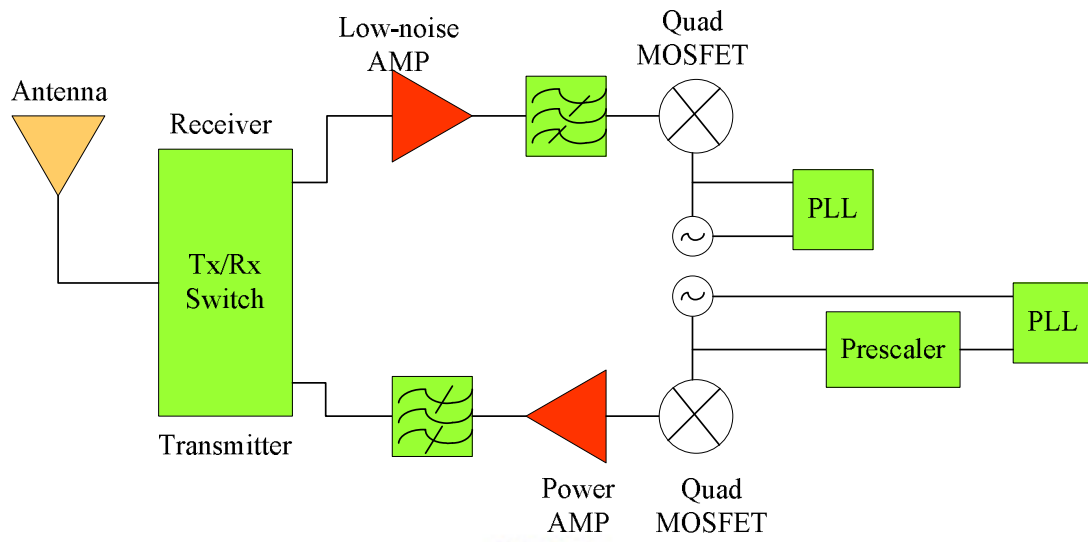 Low-noise
AMP
Quad
MOSFET
Antenna
Receiver
PLL
Tx/Rx
Switch
PLL
Prescaler
Transmitter
Power
AMP
Quad
MOSFET